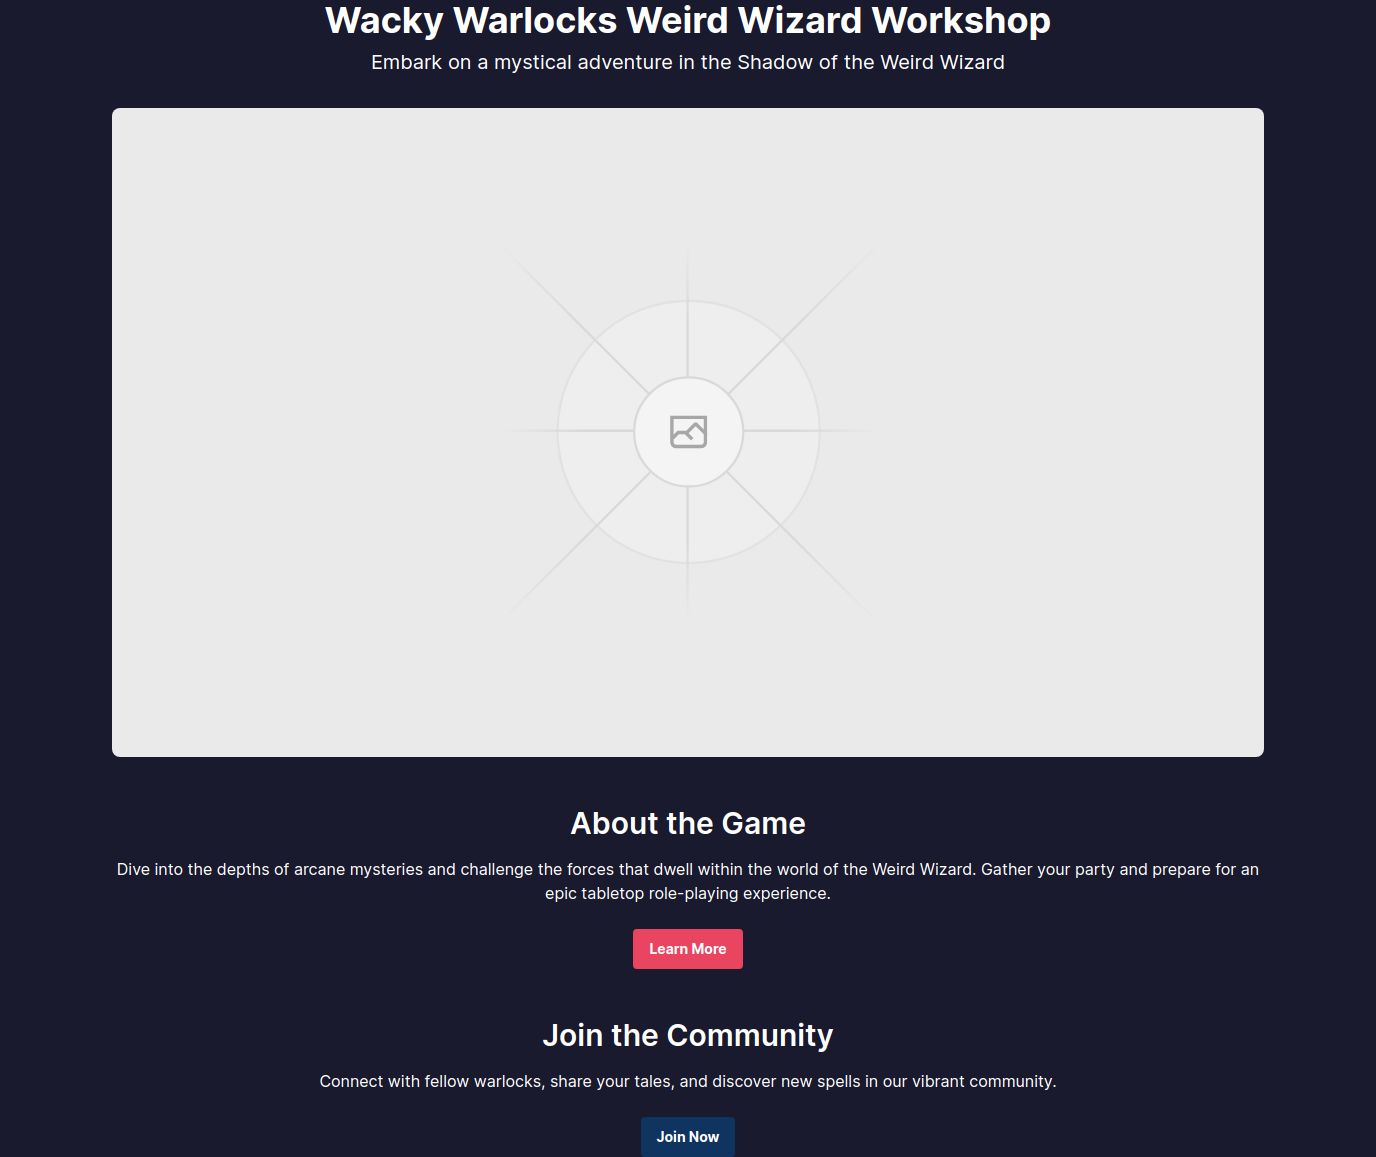 Wacky Warlocks Weird Wizard Workshop
Embark on a mystical adventure in the Shadow of the Weird Wizard
About the Game
Dive into the depths of arcane mysteries and challenge the forces that dwell within the world of the Weird Wizard. Gather your party and prepare for an
epic tabletop role-playing experience.
Learn More
Join the Community
Connect with fellow warlocks, share your tales, and discover new spells in our vibrant community.
Join Now